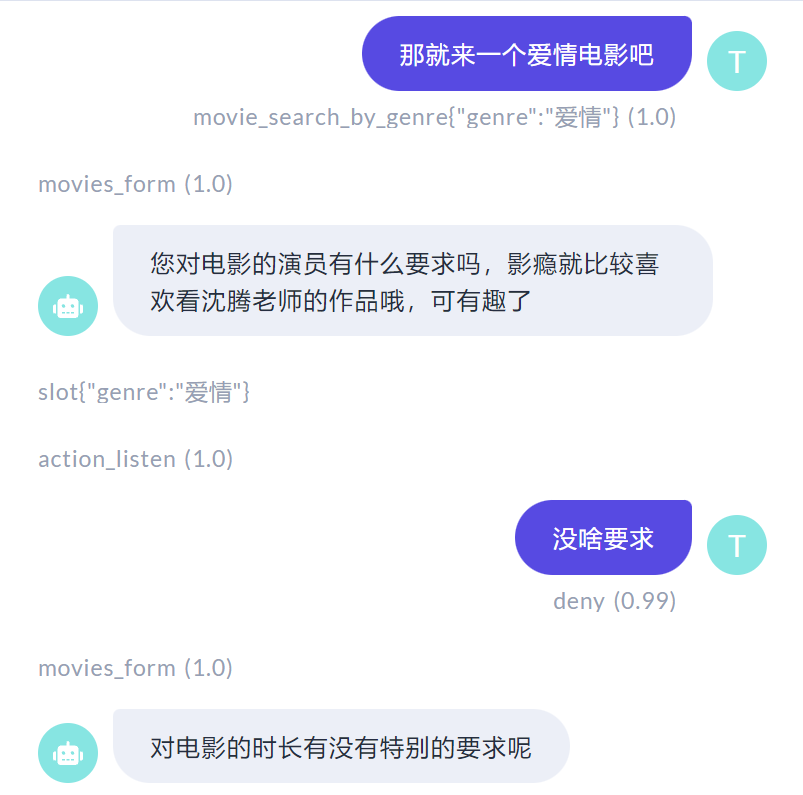 那就来一个爱情电影吧
T
movie_search_by_genre{"genre":"爱情"} (1.0)
movies_form (1.0)
您对电影的演员有什么要求吗，影瘾就比较喜
欢看沈腾老师的作品哦，可有趣了
slot{"genre":"爱情"}
action_listen (1.0)
没啥要求
T
deny (0.99)
movies_form (1.0)
对电影的时长有没有特别的要求呢